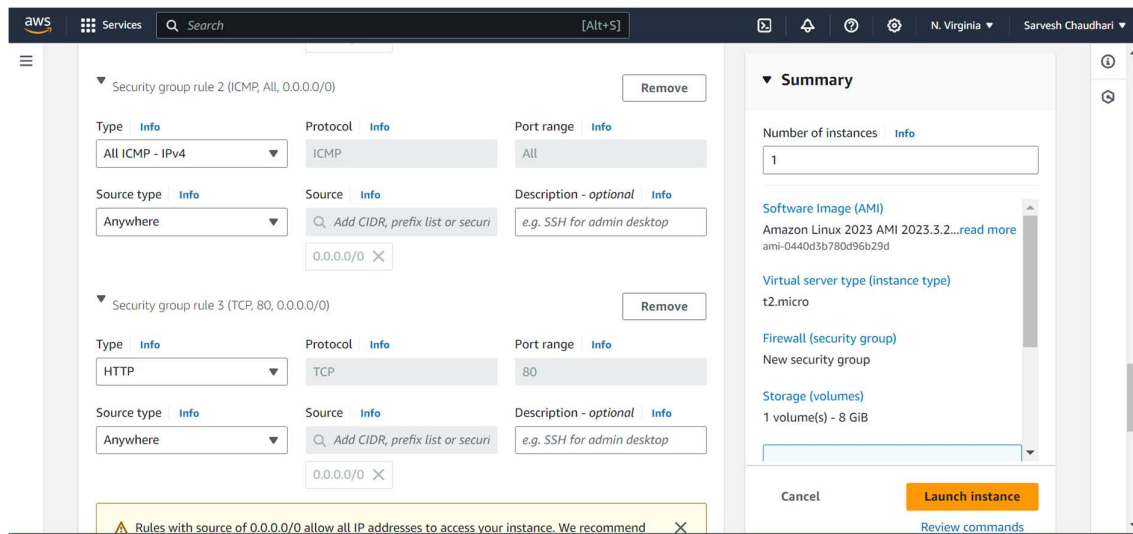 aws Services Search [Alt+S] N. Virginia ▼ Sarvesh Chaudhari ▼
Security group rule 2 (ICMP, All, 0.0.0.0/0) Remove
Type Info Protocol Info Port range Info
All ICMP - IPv4 ICMP All
Source type Info Source Info Description - optional Info
Anywhere Add CIDR, prefix list or securi e.g. SSH for admin desktop
0.0.0.0/0
Security group rule 3 (TCP, 80, 0.0.0.0/0) Remove
Type Info Protocol Info Port range Info
HTTP TCP 80
Source type Info Source Info Description - optional Info
Anywhere Add CIDR, prefix list or securi e.g. SSH for admin desktop
0.0.0.0/0
Rules with source of 0.0.0.0/0 allow all IP addresses to access your instance. We recommend
Summary
Number of instances Info
1
Software Image (AMI)
Amazon Linux 2023 AMI 2023.3.2...read more
ami-0440d3b780d96b29d
Virtual server type (instance type)
t2.micro
Firewall (security group)
New security group
Storage (volumes)
1 volume(s) - 8 GiB
Cancel Launch instance
Review commands